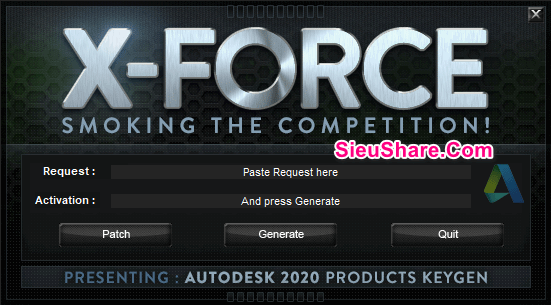 X-FORCE
SMOKING THE COMPETITION!
SieuShare.Com
Request :
Paste Request here
Activation :
And press Generate
Patch
Generate
Quit
PRESENTING : AUTODESK 2020 PRODUCTS KEYGEN